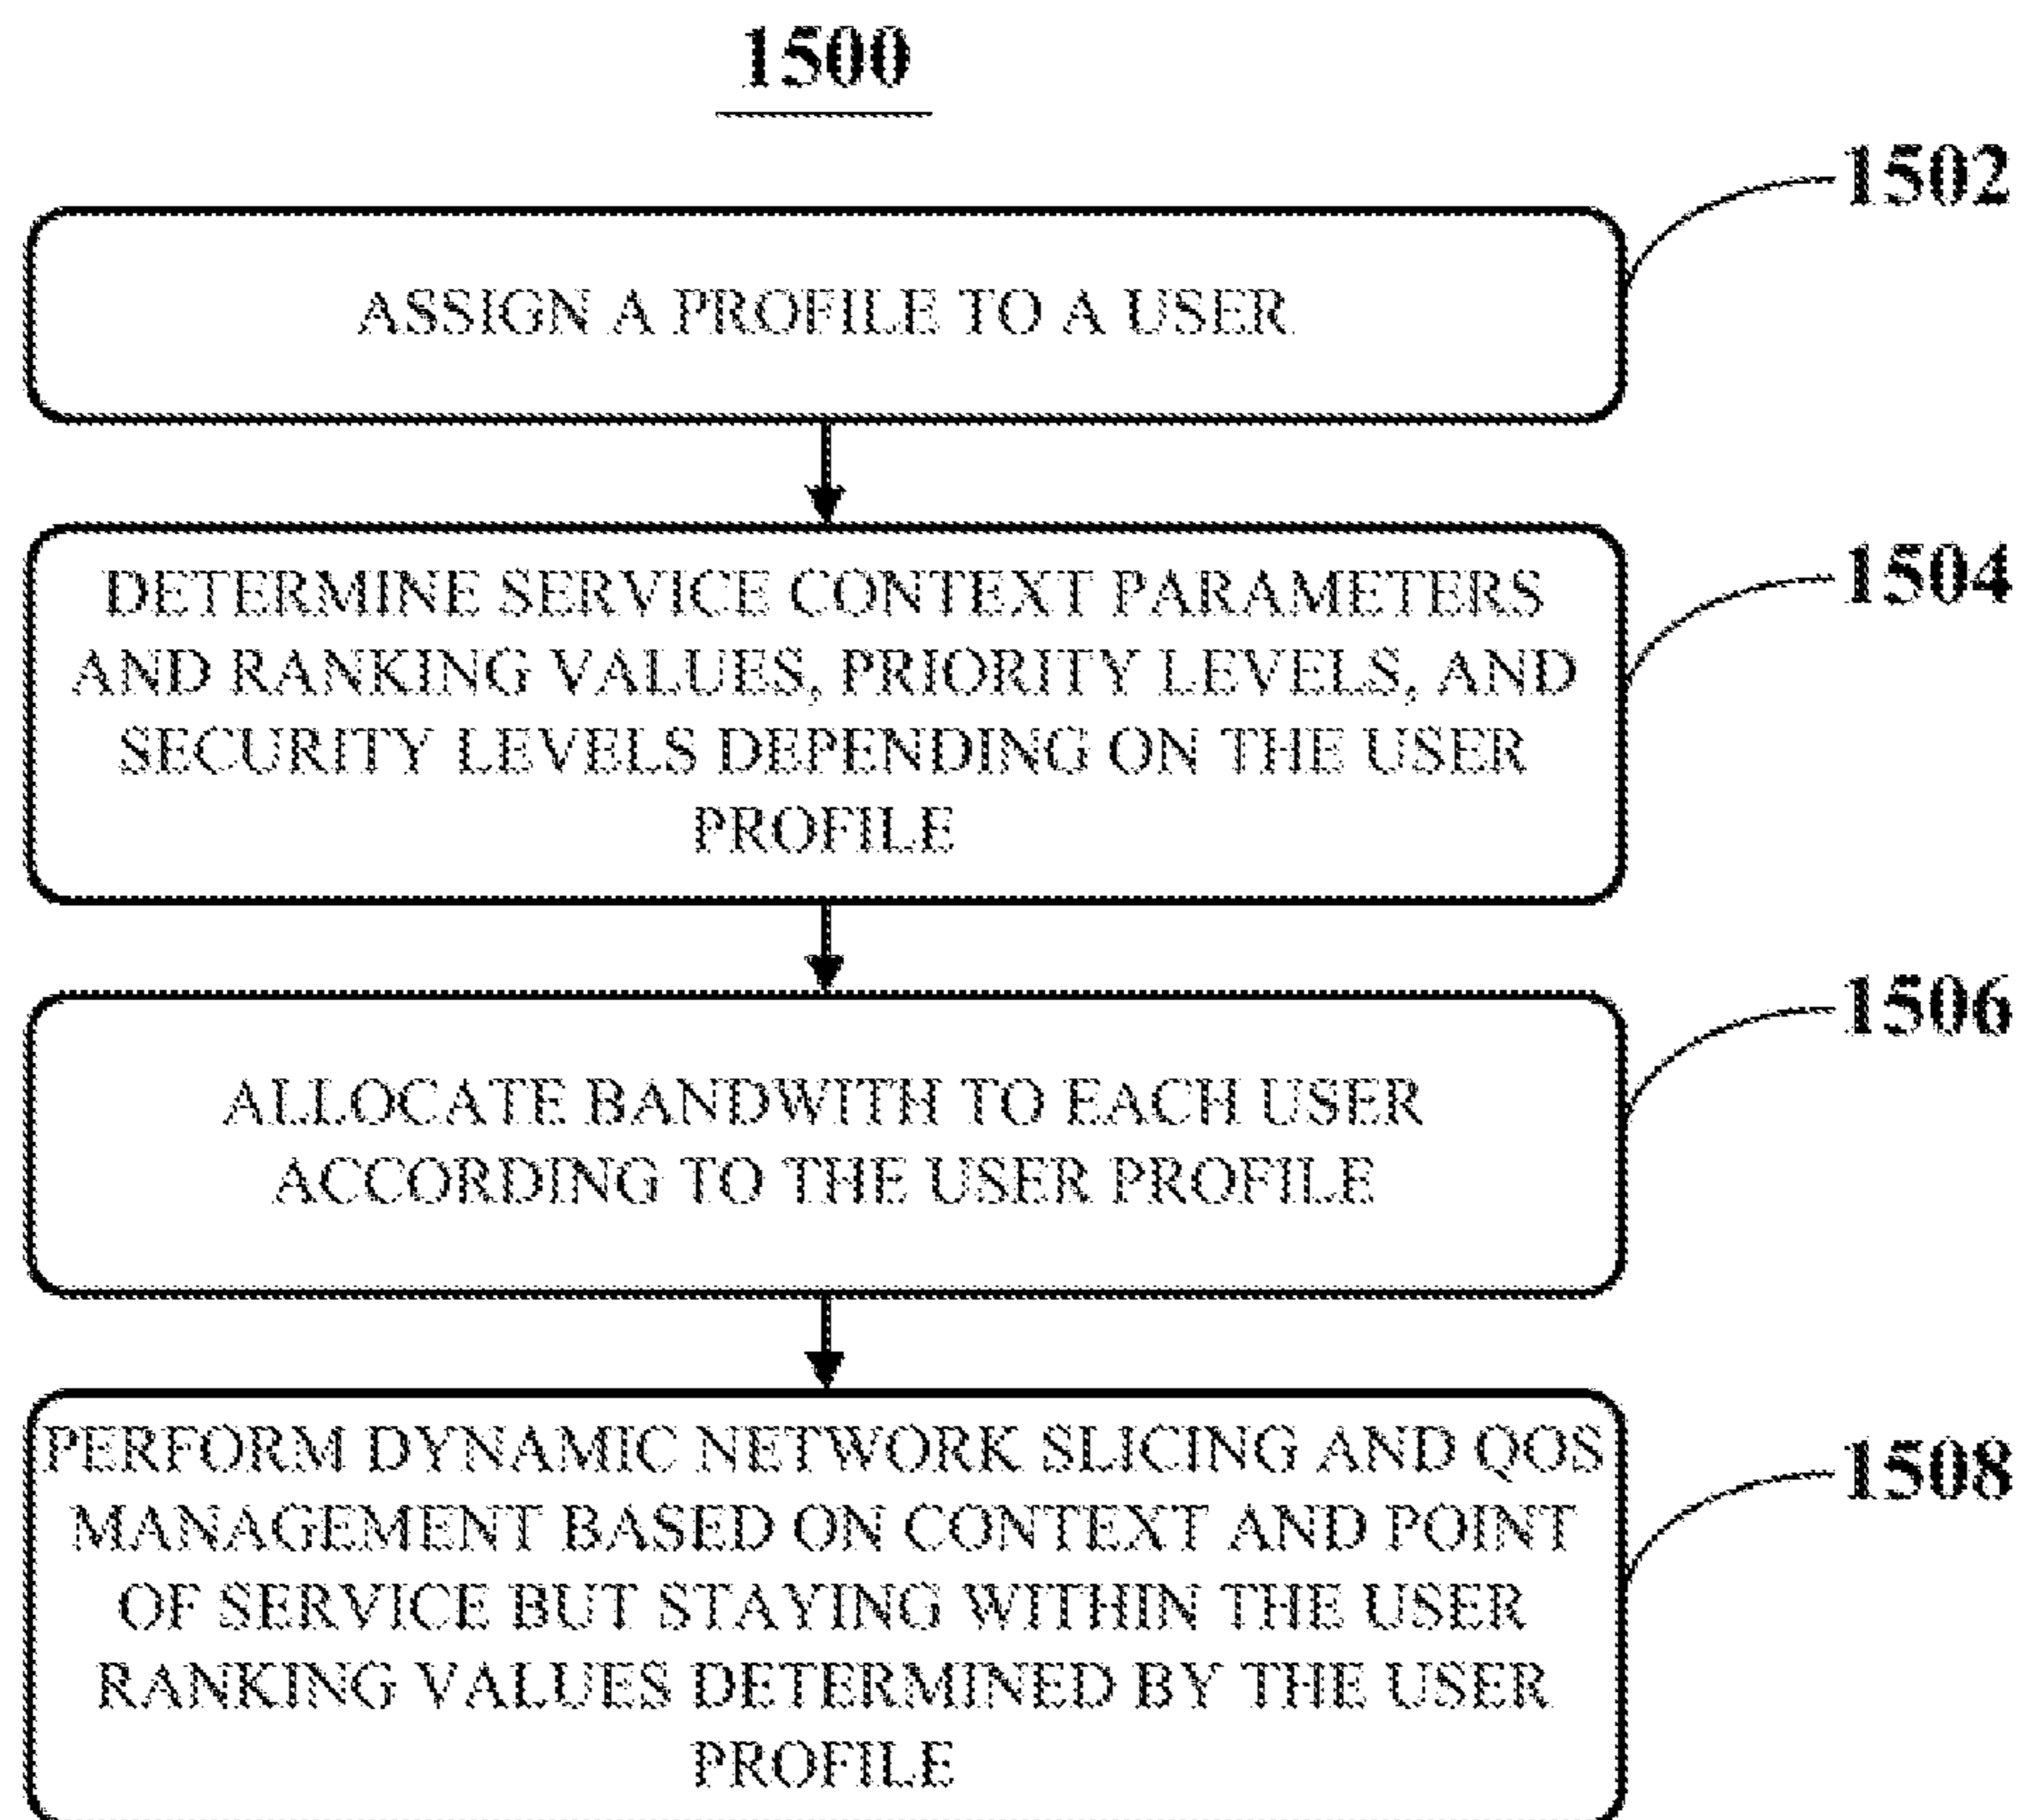 1500
1502
ASSIGN A PROFILE TO A USER
1504
DETERMINE SERVICE CONTEXT PARAMETERS
AND RANKING VALUES, PRIORITY LEVELS, AND
SECURITY LEVELS DEPENDING ON THE USER
PROFILE
1506
ALLOCATE BANDWITH TO EACH USER
ACCORDING TO THE USER PROFILE
1508
PERFORM DYNAMIC NETWORK SLICING AND QOS
MANAGEMENT BASED ON CONTEXT AND POINT
OF SERVICE BUT STAYING WITHIN THE USER
RANKING VALUES DETERMINED BY THE USER
PROFILE